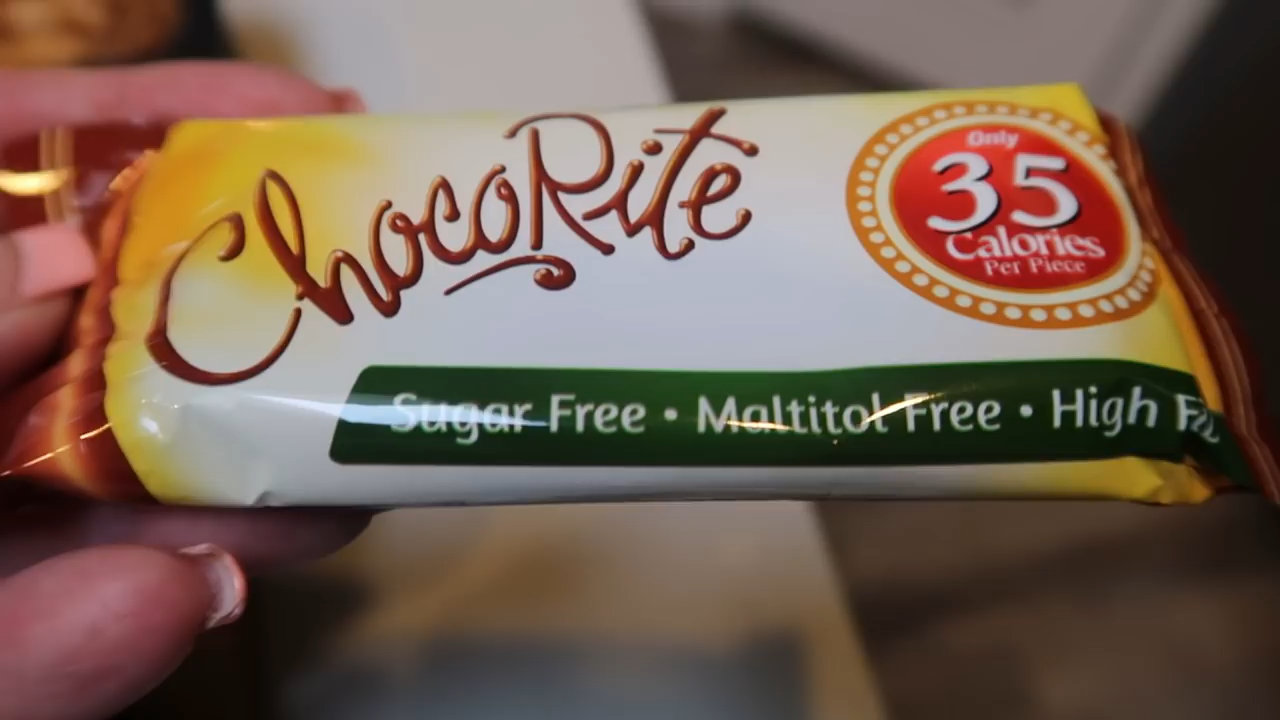 ChocoRite
Only
35
Calories
Per Piece
Sugar Free • Maltitol Free • High